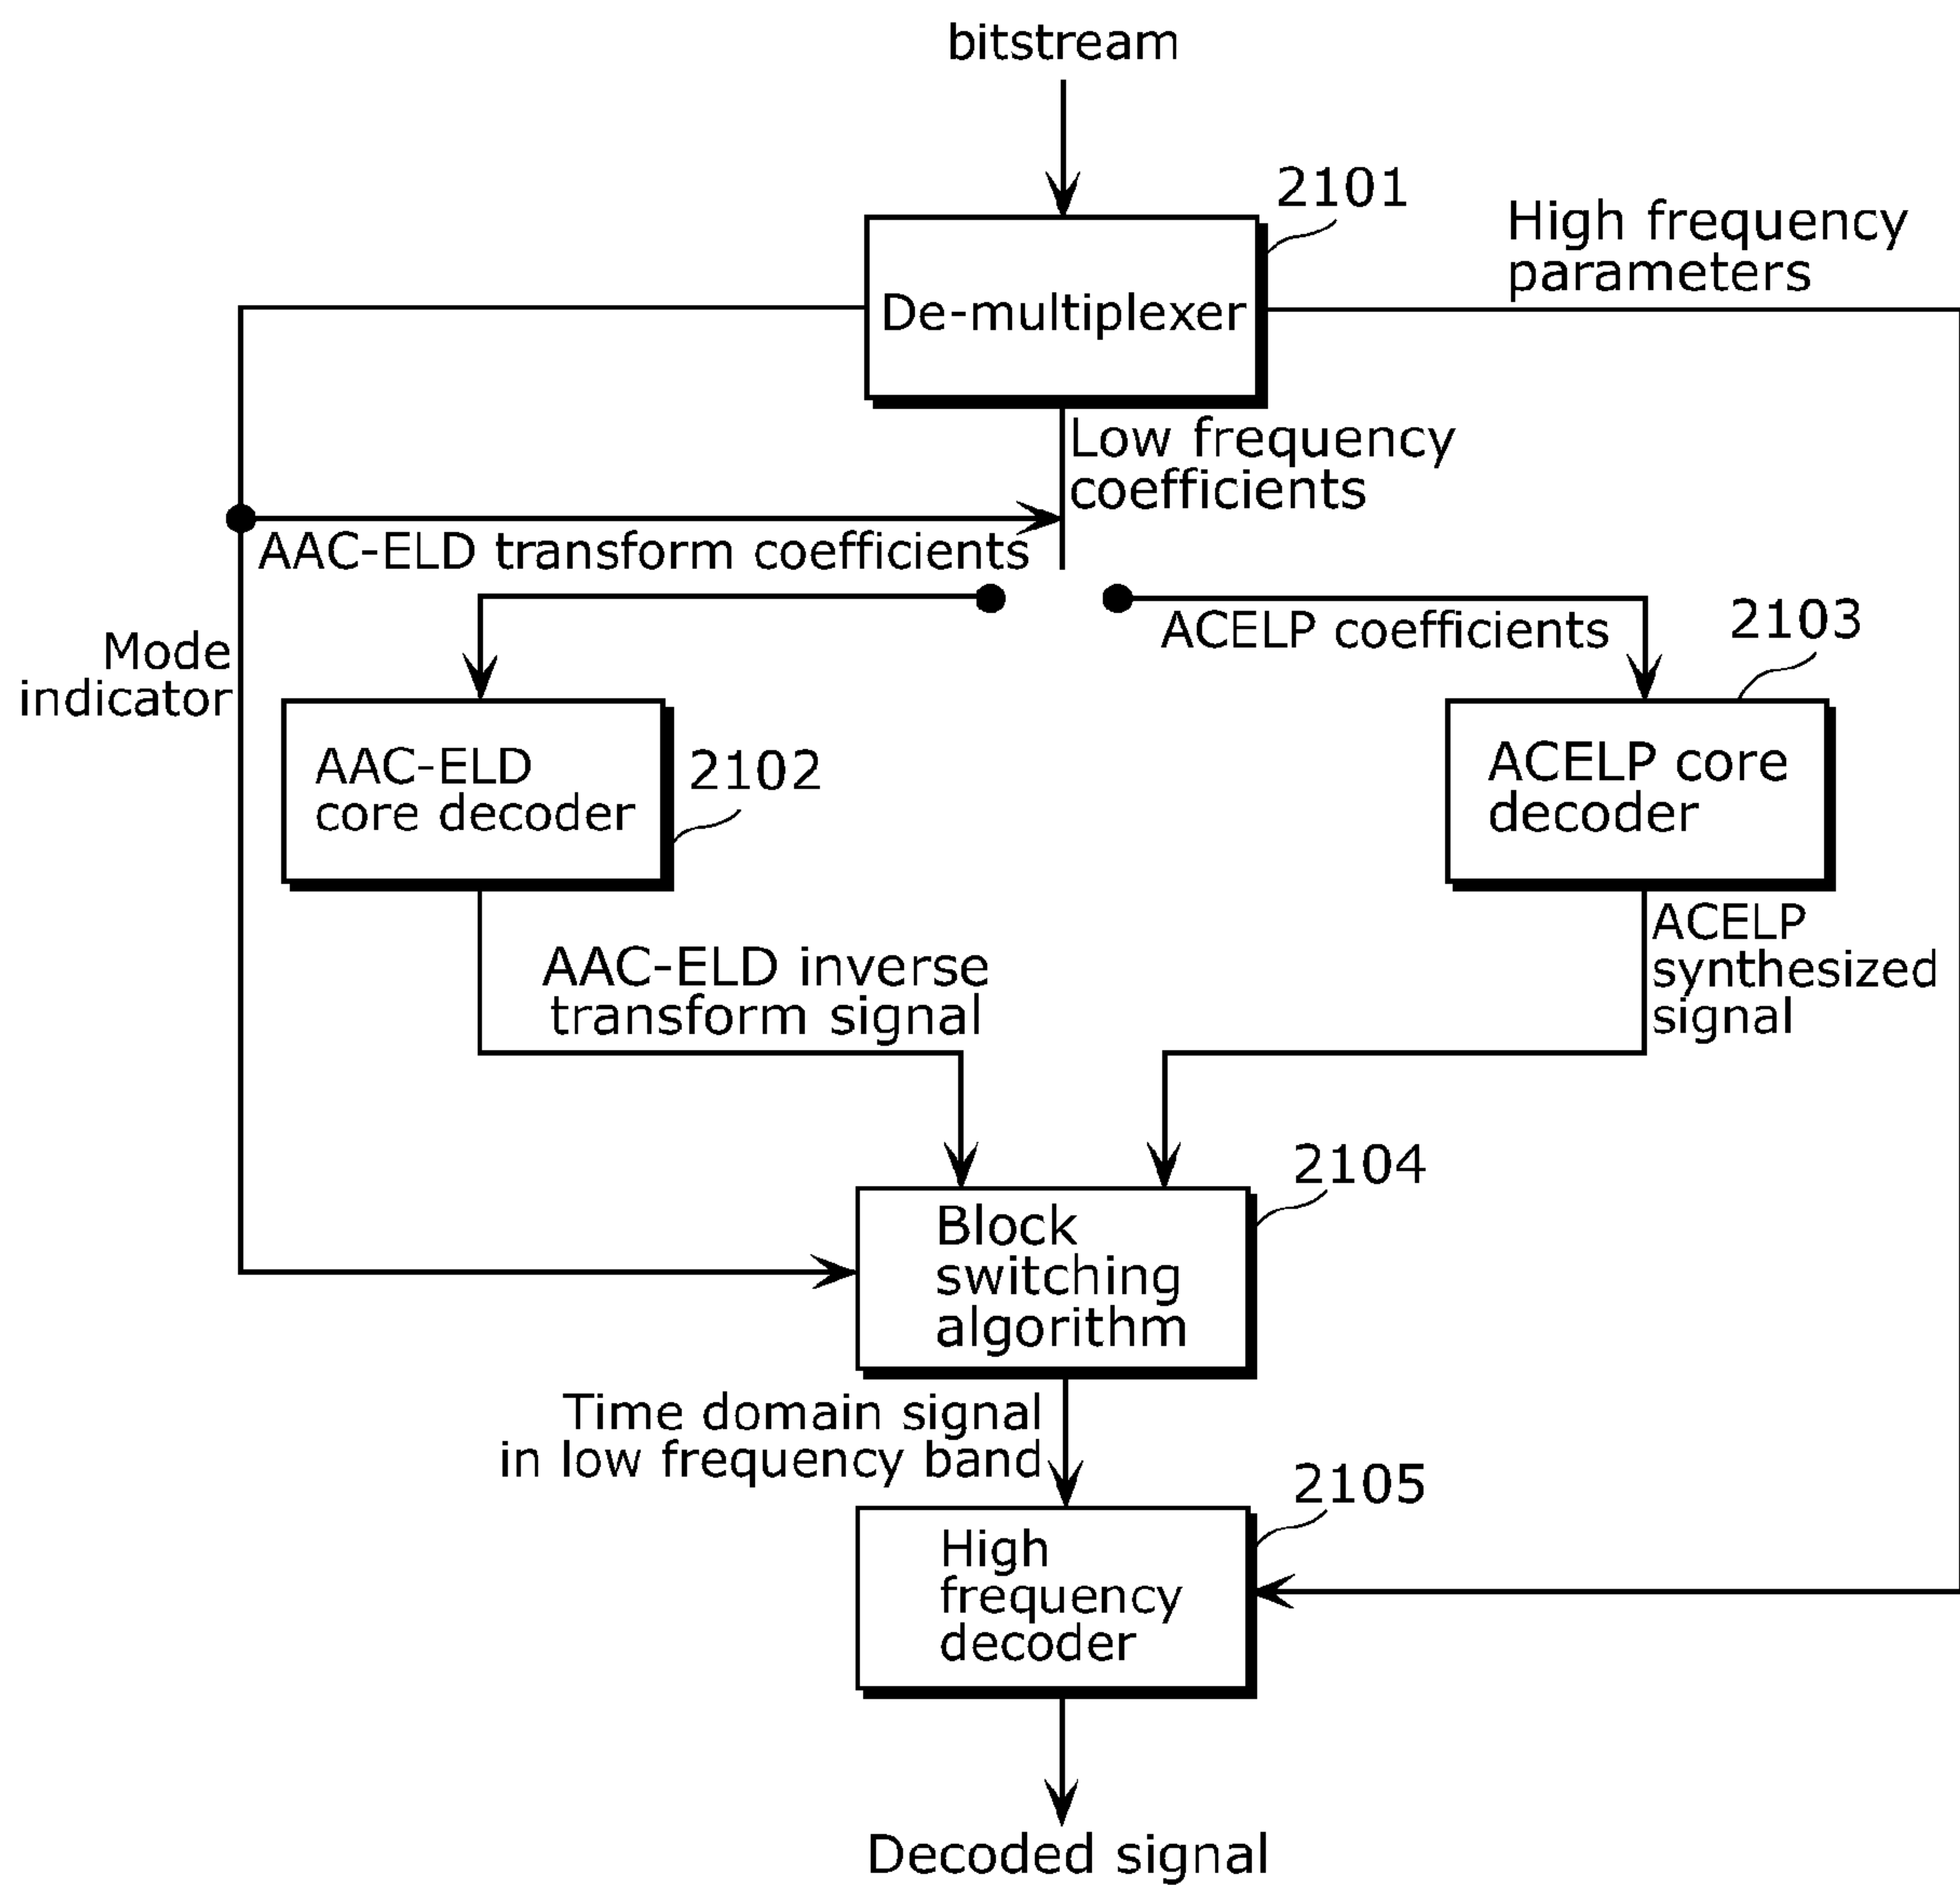 bitstream
2101
High frequency
parameters
De-multiplexer
Low frequency
coefficients
AAC-ELD transform coefficients
ACELP coefficients
2103
Mode
indicator
AAC-ELD
core decoder
2102
ACELP core
decoder
AAC-ELD inverse
transform signal
ACELP
synthesized
signal
2104
Block
switching
algorithm
Time domain signal
in low frequency band
2105
High
frequency
decoder
Decoded signal